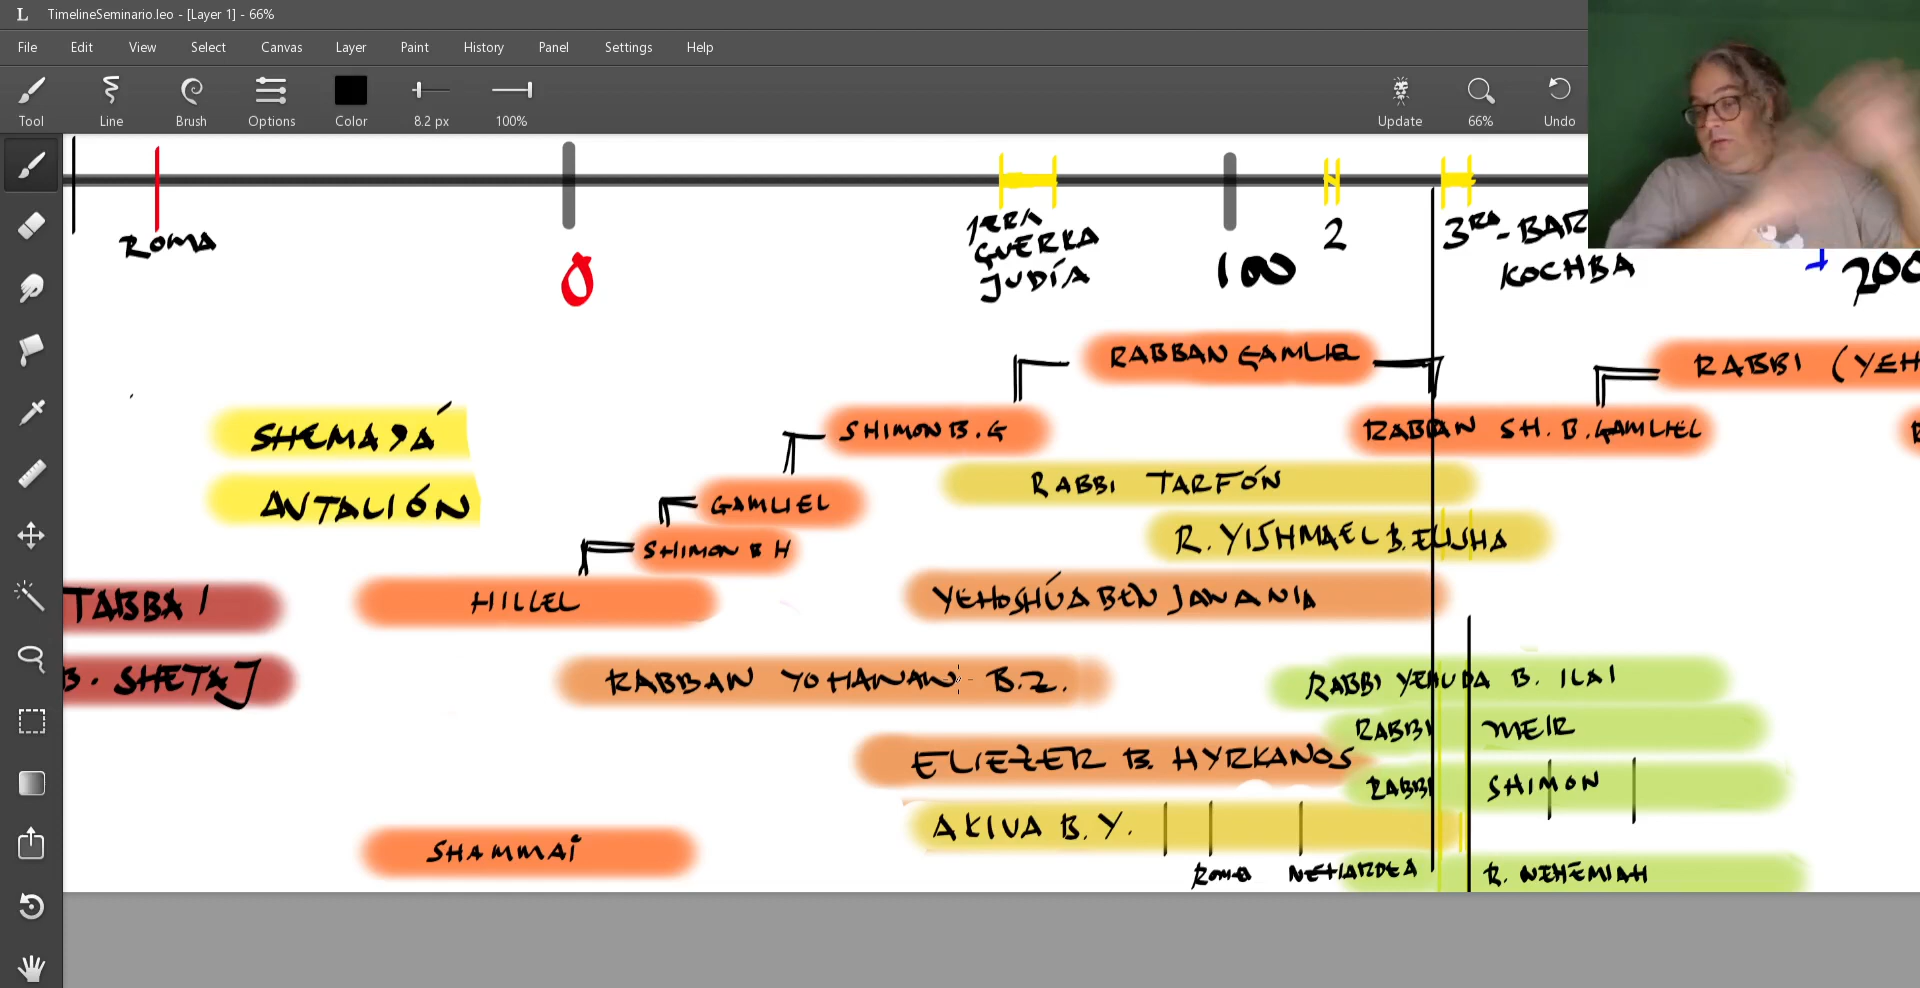 L TimelineSeminario.leo - [Layer 1] - 66%
File Edit View Select Canvas Layer Paint History Panel Settings Help
Tool Line Brush Options Color 8.2 px 100% Update 66% Undo
ROMA
0
1ERA
GUERRA
JUDÍA
100
2
3RA - BAR
KOCHBA
200
RABBAN GAMLIEL
RABBI (YEH
SHEMAYÁ
SHIMON B. G
RABBAN SH. B. GAMLIEL
AVTALIÓN
GAMLIEL
RABBI TARFÓN
SHIMON B H
R. YISHMAEL B. ELISHA
TABBAI
HILLEL
YEHOSHÚA BEN JANANIA
B. SHETAJ
RABBAN YOHANAN B.Z.
RABBI YEHUDA B. ILAI
RABBI MEIR
ELIEZER B. HYRKANOS
RABBI SHIMON
AKIVA B. Y.
SHAMMAI
ROMA NEHARDEA
R. NEHEMIAH